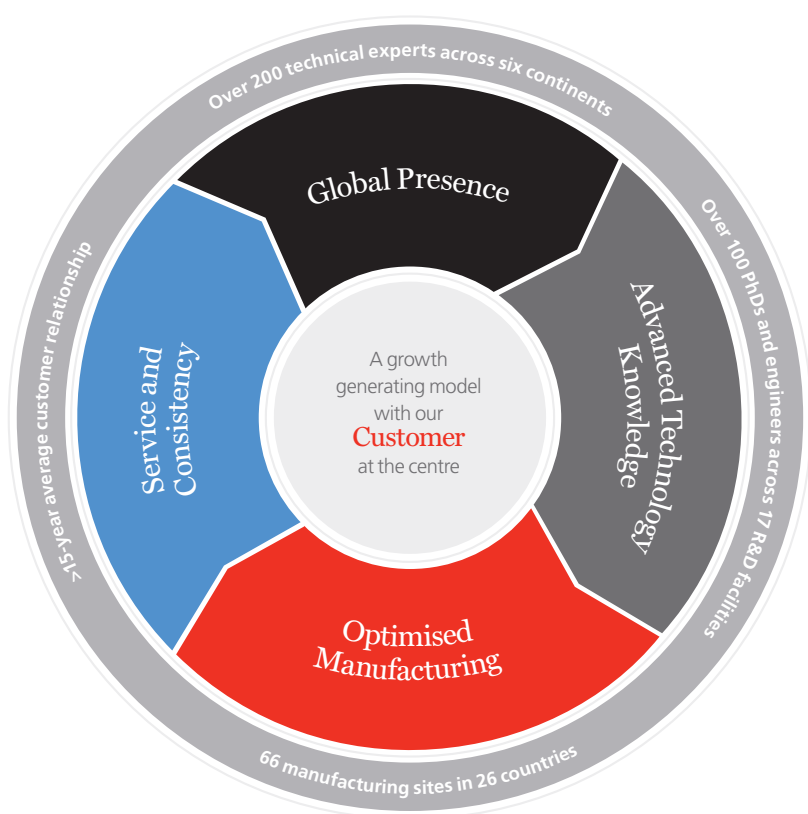 Over 200 technical experts across six continents
Global Presence
Over 100 PhDs and engineers across 17 R&D facilities
Advanced Technology
Knowledge
A growth
generating model
with our
Customer
at the centre
>15-year average customer relationship
Service and
Consistency
Optimised
Manufacturing
66 manufacturing sites in 26 countries